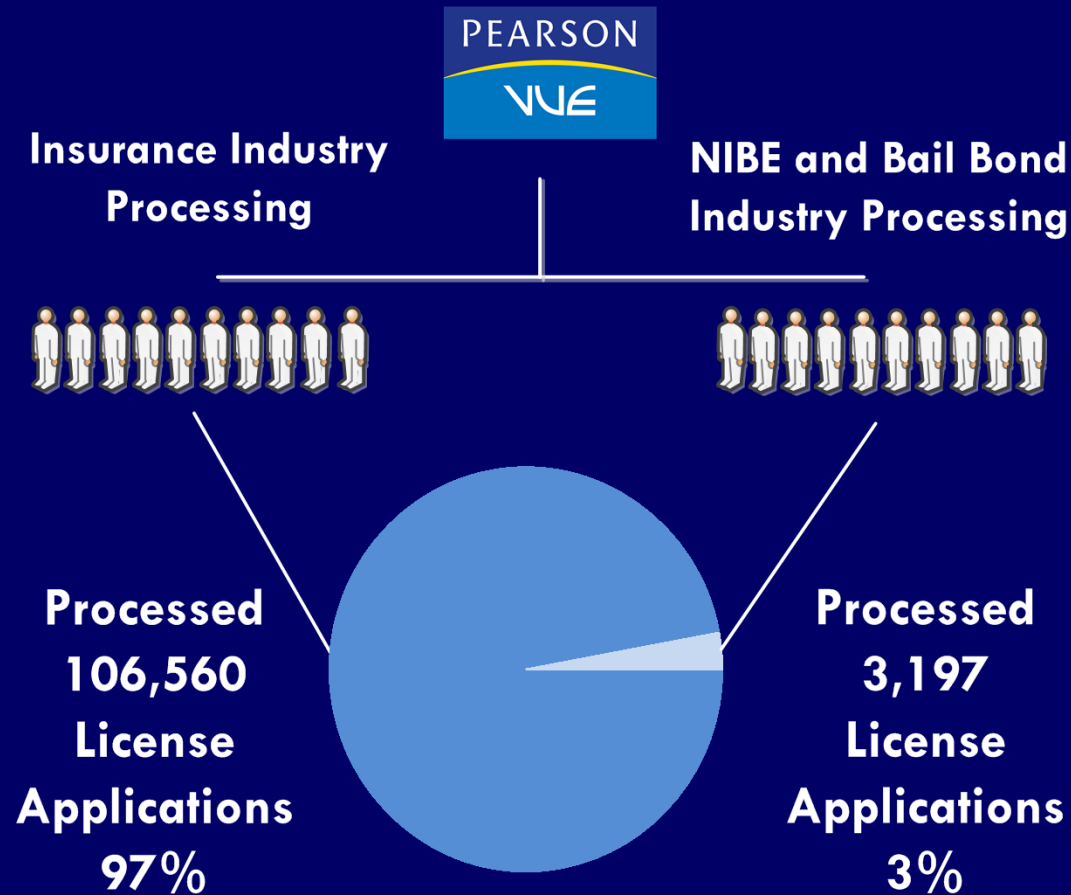 PEARSON
VUE
Insurance Industry
Processing
NIBE and Bail Bond
Industry Processing
Processed
106,560
License
Applications
97%
Processed
3,197
License
Applications
3%